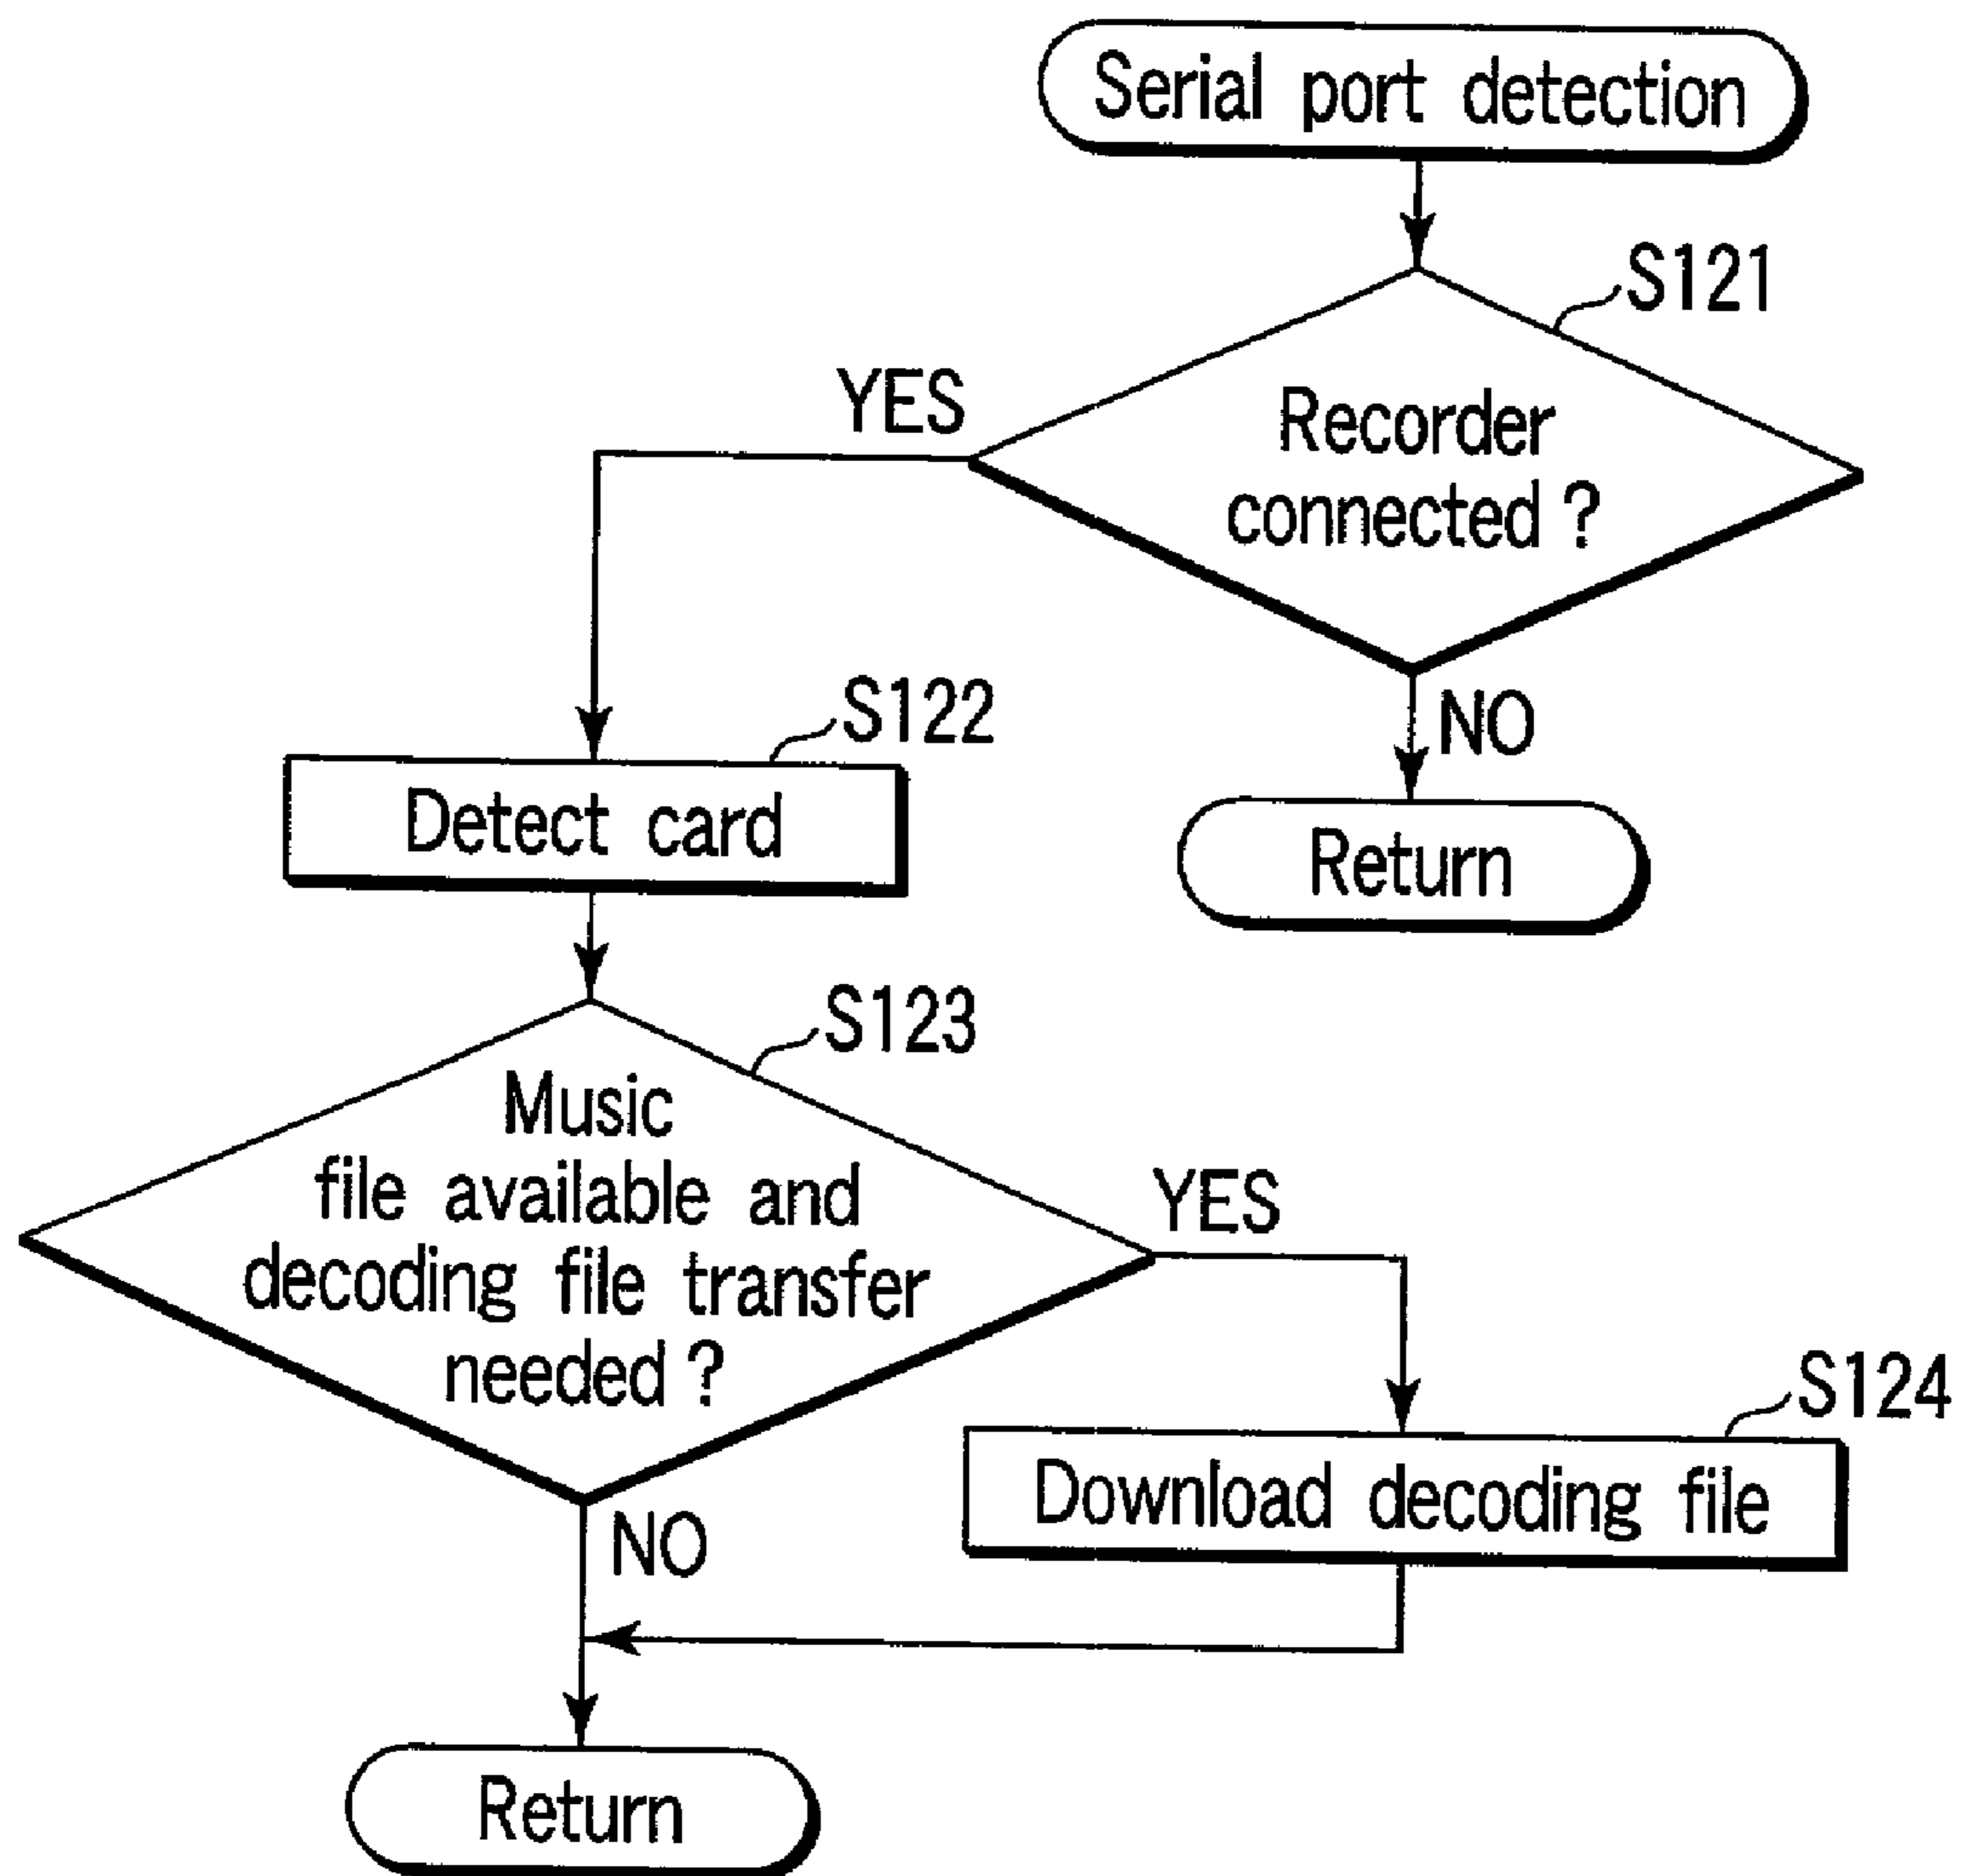 Serial port detection
S121
YES
Recorder
connected ?
NO
Return
S122
Detect card
S123
Music
file available and
decoding file transfer
needed ?
YES
S124
Download decoding file
NO
Return